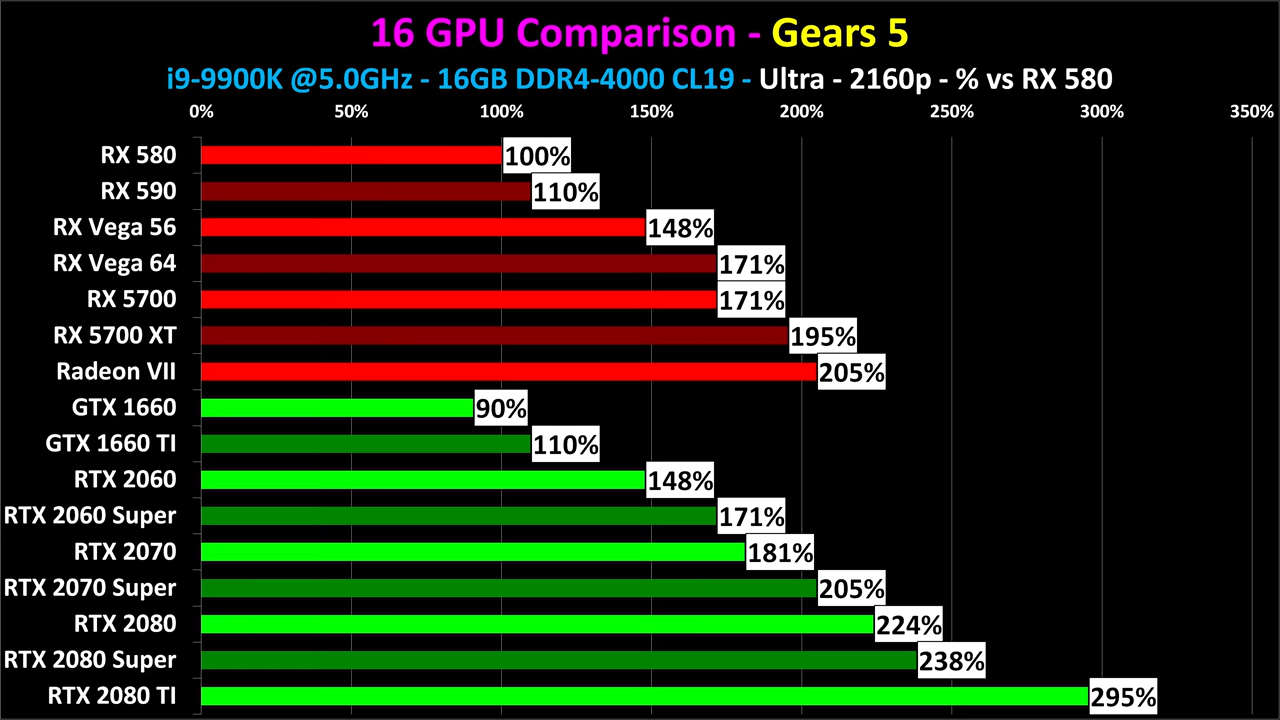 16 GPU Comparison - Gears 5
i9-9900K @5.0GHz - 16GB DDR4-4000 CL19 - Ultra - 2160p - % vs RX 580
0% 50% 100% 150% 200% 250% 300% 350%
RX 580 100%
RX 590 110%
RX Vega 56 148%
RX Vega 64 171%
RX 5700 171%
RX 5700 XT 195%
Radeon VII 205%
GTX 1660 90%
GTX 1660 TI 110%
RTX 2060 148%
RTX 2060 Super 171%
RTX 2070 181%
RTX 2070 Super 205%
RTX 2080 224%
RTX 2080 Super 238%
RTX 2080 TI 295%